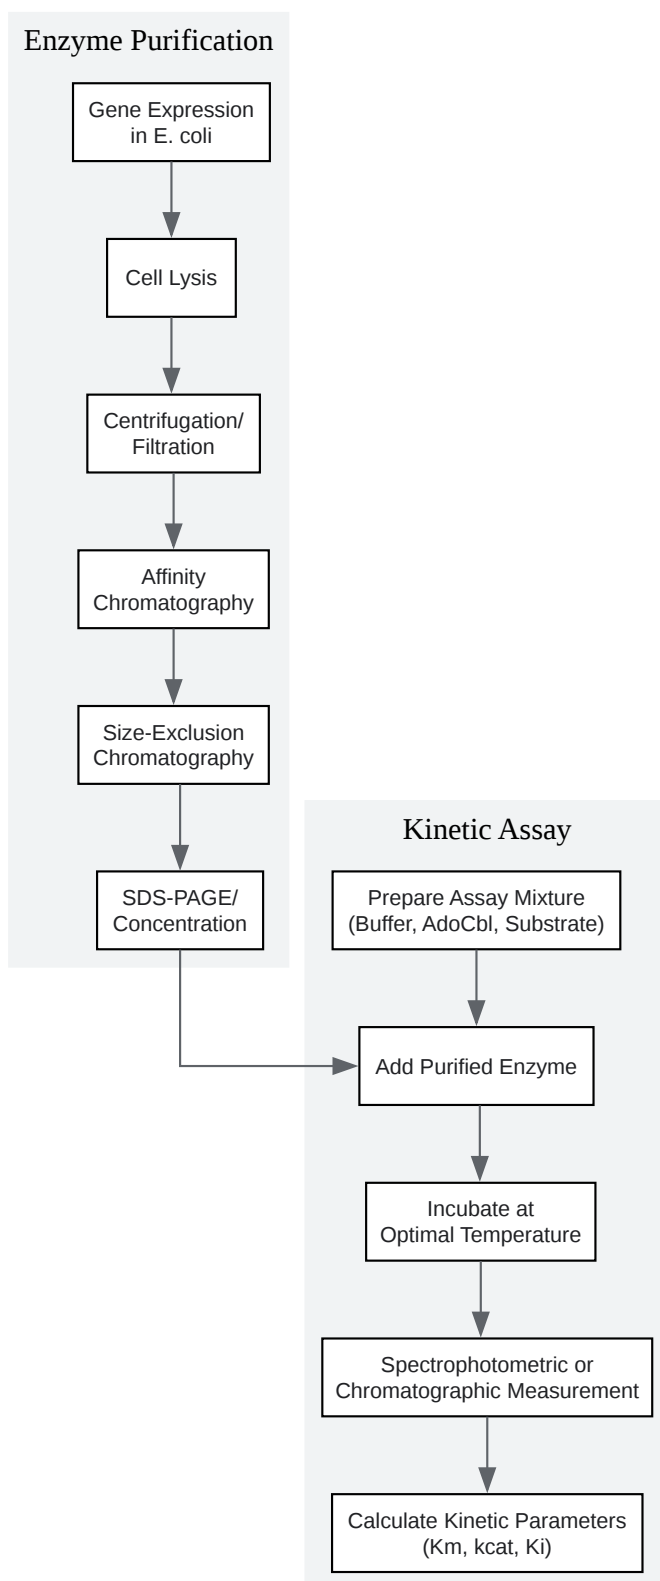 Enzyme Purification
Gene Expression
in E. coli
Cell Lysis
Centrifugation/
Filtration
Affinity
Chromatography
Size-Exclusion
Chromatography
SDS-PAGE/
Concentration
Kinetic Assay
Prepare Assay Mixture
(Buffer, AdoCbl, Substrate)
Add Purified Enzyme
Incubate at
Optimal Temperature
Spectrophotometric or
Chromatographic Measurement
Calculate Kinetic Parameters
(Km, kcat, Ki)